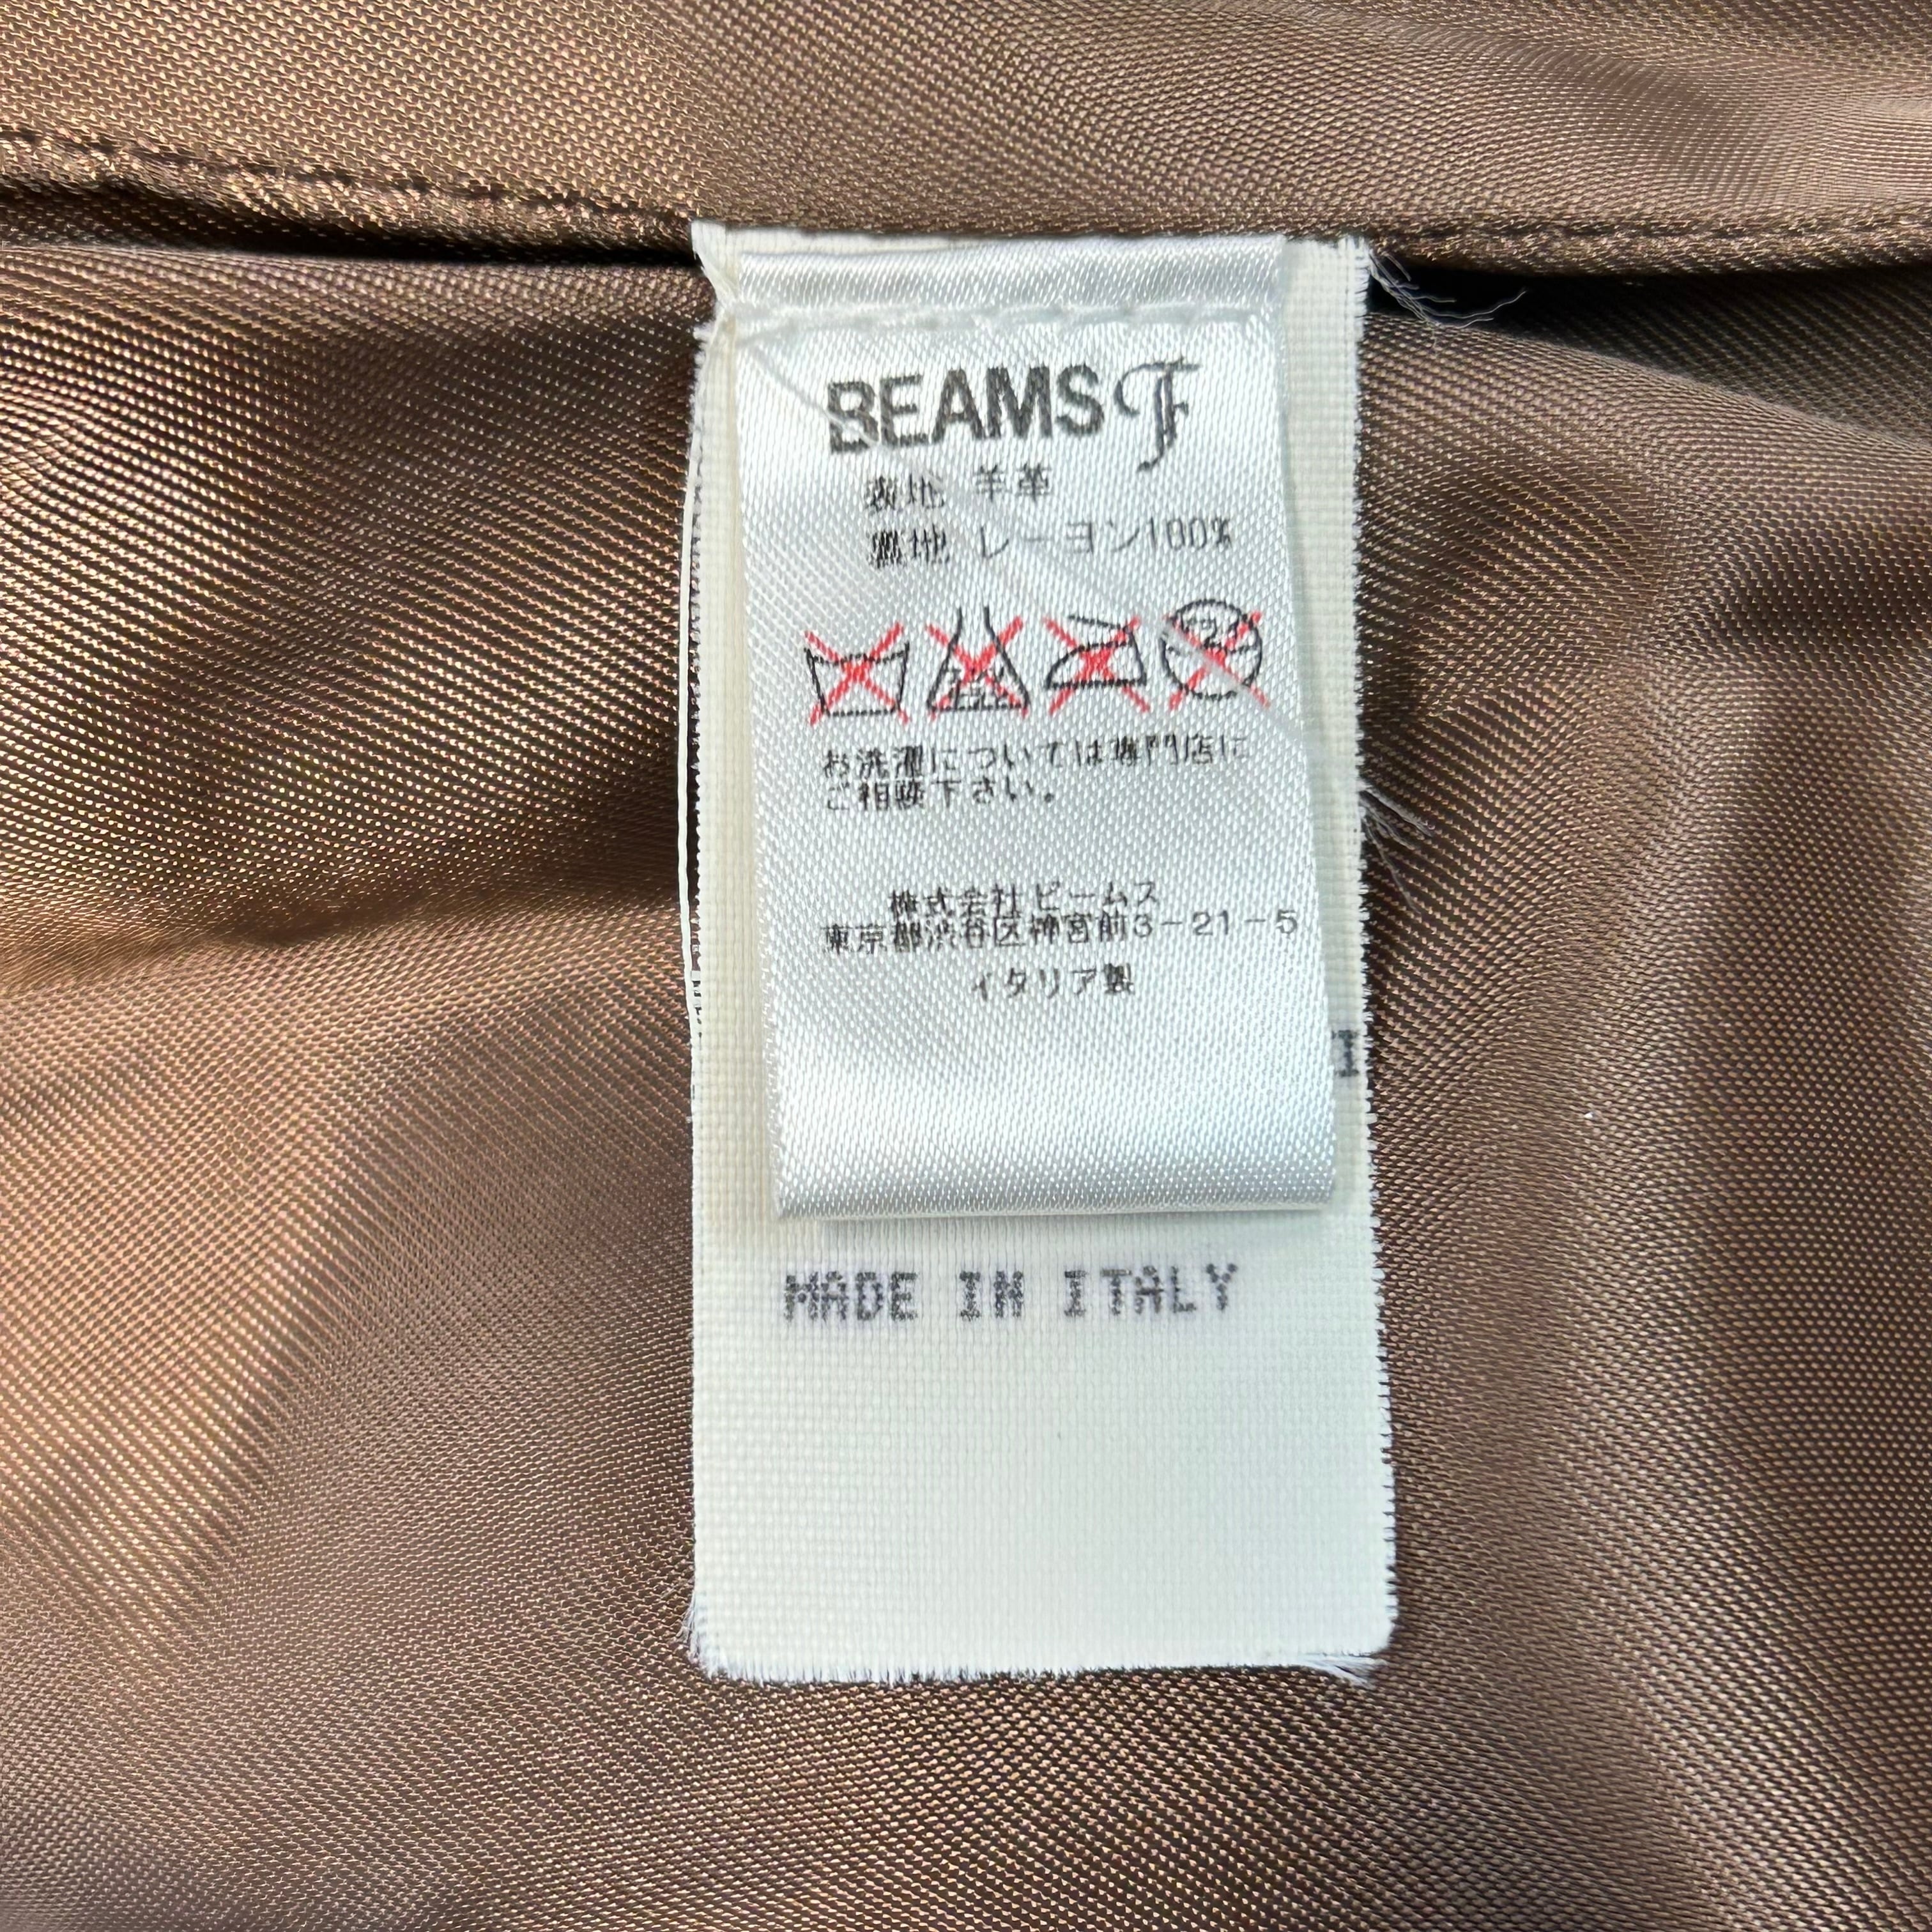 BEAMS F
表地 羊革
裏地 レーヨン100%
お洗濯については専門店に
ご相談下さい。
株式会社ビームス
東京都渋谷区神宮前3-21-5
イタリア製
MADE IN ITALY